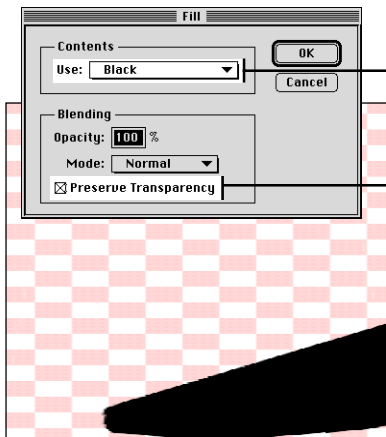 Fill
Contents
Use: Black
OK
Cancel
Blending
Opacity: 100 %
Mode: Normal
Preserve Transparency